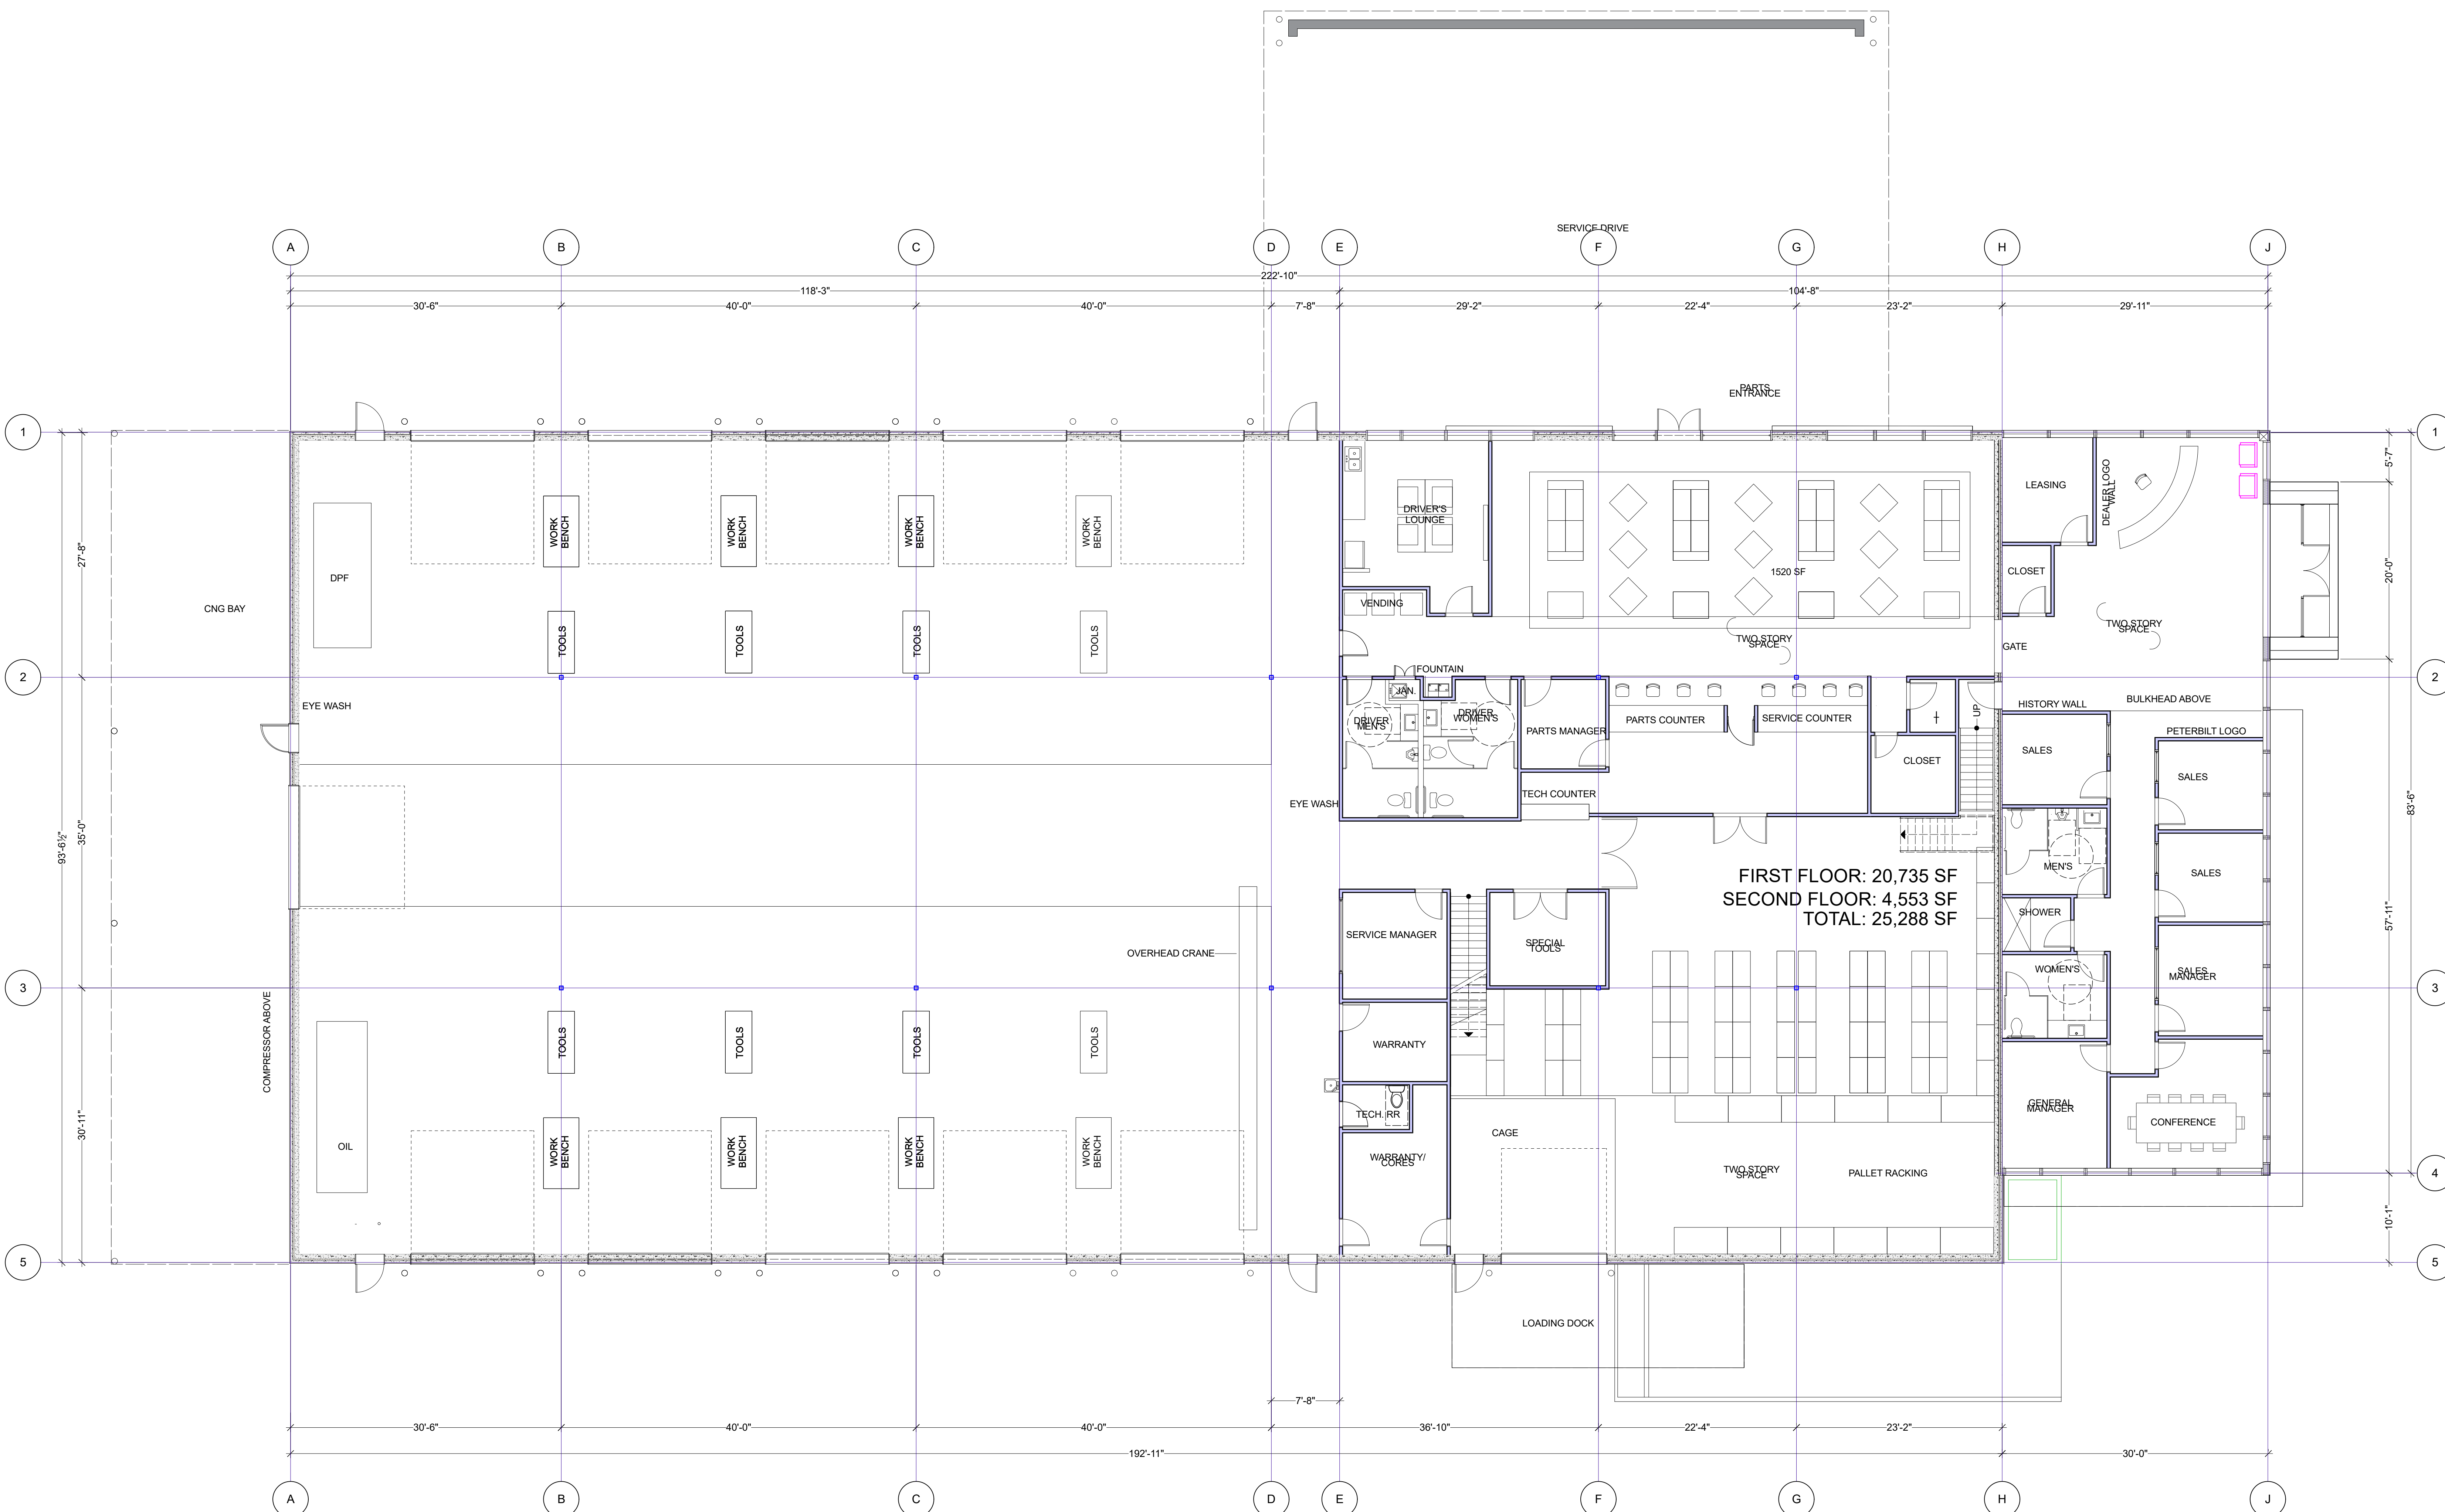 SERVICE DRIVE
A
B
C
D
E
F
G
H
J
222'-10"
118'-3"
104'-8"
30'-6"
40'-0"
40'-0"
7'-8"
29'-2"
22'-4"
23'-2"
29'-11"
PARTS
ENTRANCE
1
1
5'-7"
27'-8"
20'-0"
DRIVER'S
LOUNGE
LEASING
DEALER LOGO
WALL
WORK
BENCH
WORK
BENCH
WORK
BENCH
WORK
BENCH
DPF
1520 SF
CLOSET
CNG BAY
VENDING
TOOLS
TOOLS
TOOLS
TOOLS
TWO STORY
SPACE
TWO STORY
SPACE
GATE
FOUNTAIN
2
2
JAN.
EYE WASH
DRIVER
MEN'S
DRIVER
WOMEN'S
PARTS MANAGER
PARTS COUNTER
SERVICE COUNTER
UP
HISTORY WALL
BULKHEAD ABOVE
PETERBILT LOGO
SALES
CLOSET
SALES
TECH COUNTER
EYE WASH
93'-6½"
35'-0"
83'-6"
MEN'S
SALES
FIRST FLOOR: 20,735 SF
SECOND FLOOR: 4,553 SF
TOTAL: 25,288 SF
SHOWER
57'-11"
SERVICE MANAGER
SPECIAL
TOOLS
OVERHEAD CRANE
WOMEN'S
SALES
MANAGER
3
3
COMPRESSOR ABOVE
TOOLS
TOOLS
TOOLS
TOOLS
WARRANTY
30'-11"
TECH. RR
CAGE
GENERAL
MANAGER
CONFERENCE
OIL
WORK
BENCH
WORK
BENCH
WORK
BENCH
WORK
BENCH
WARRANTY/
CORES
TWO STORY
SPACE
PALLET RACKING
4
10'-1"
5
5
LOADING DOCK
7'-8"
30'-6"
40'-0"
40'-0"
36'-10"
22'-4"
23'-2"
192'-11"
30'-0"
A
B
C
D
E
F
G
H
J